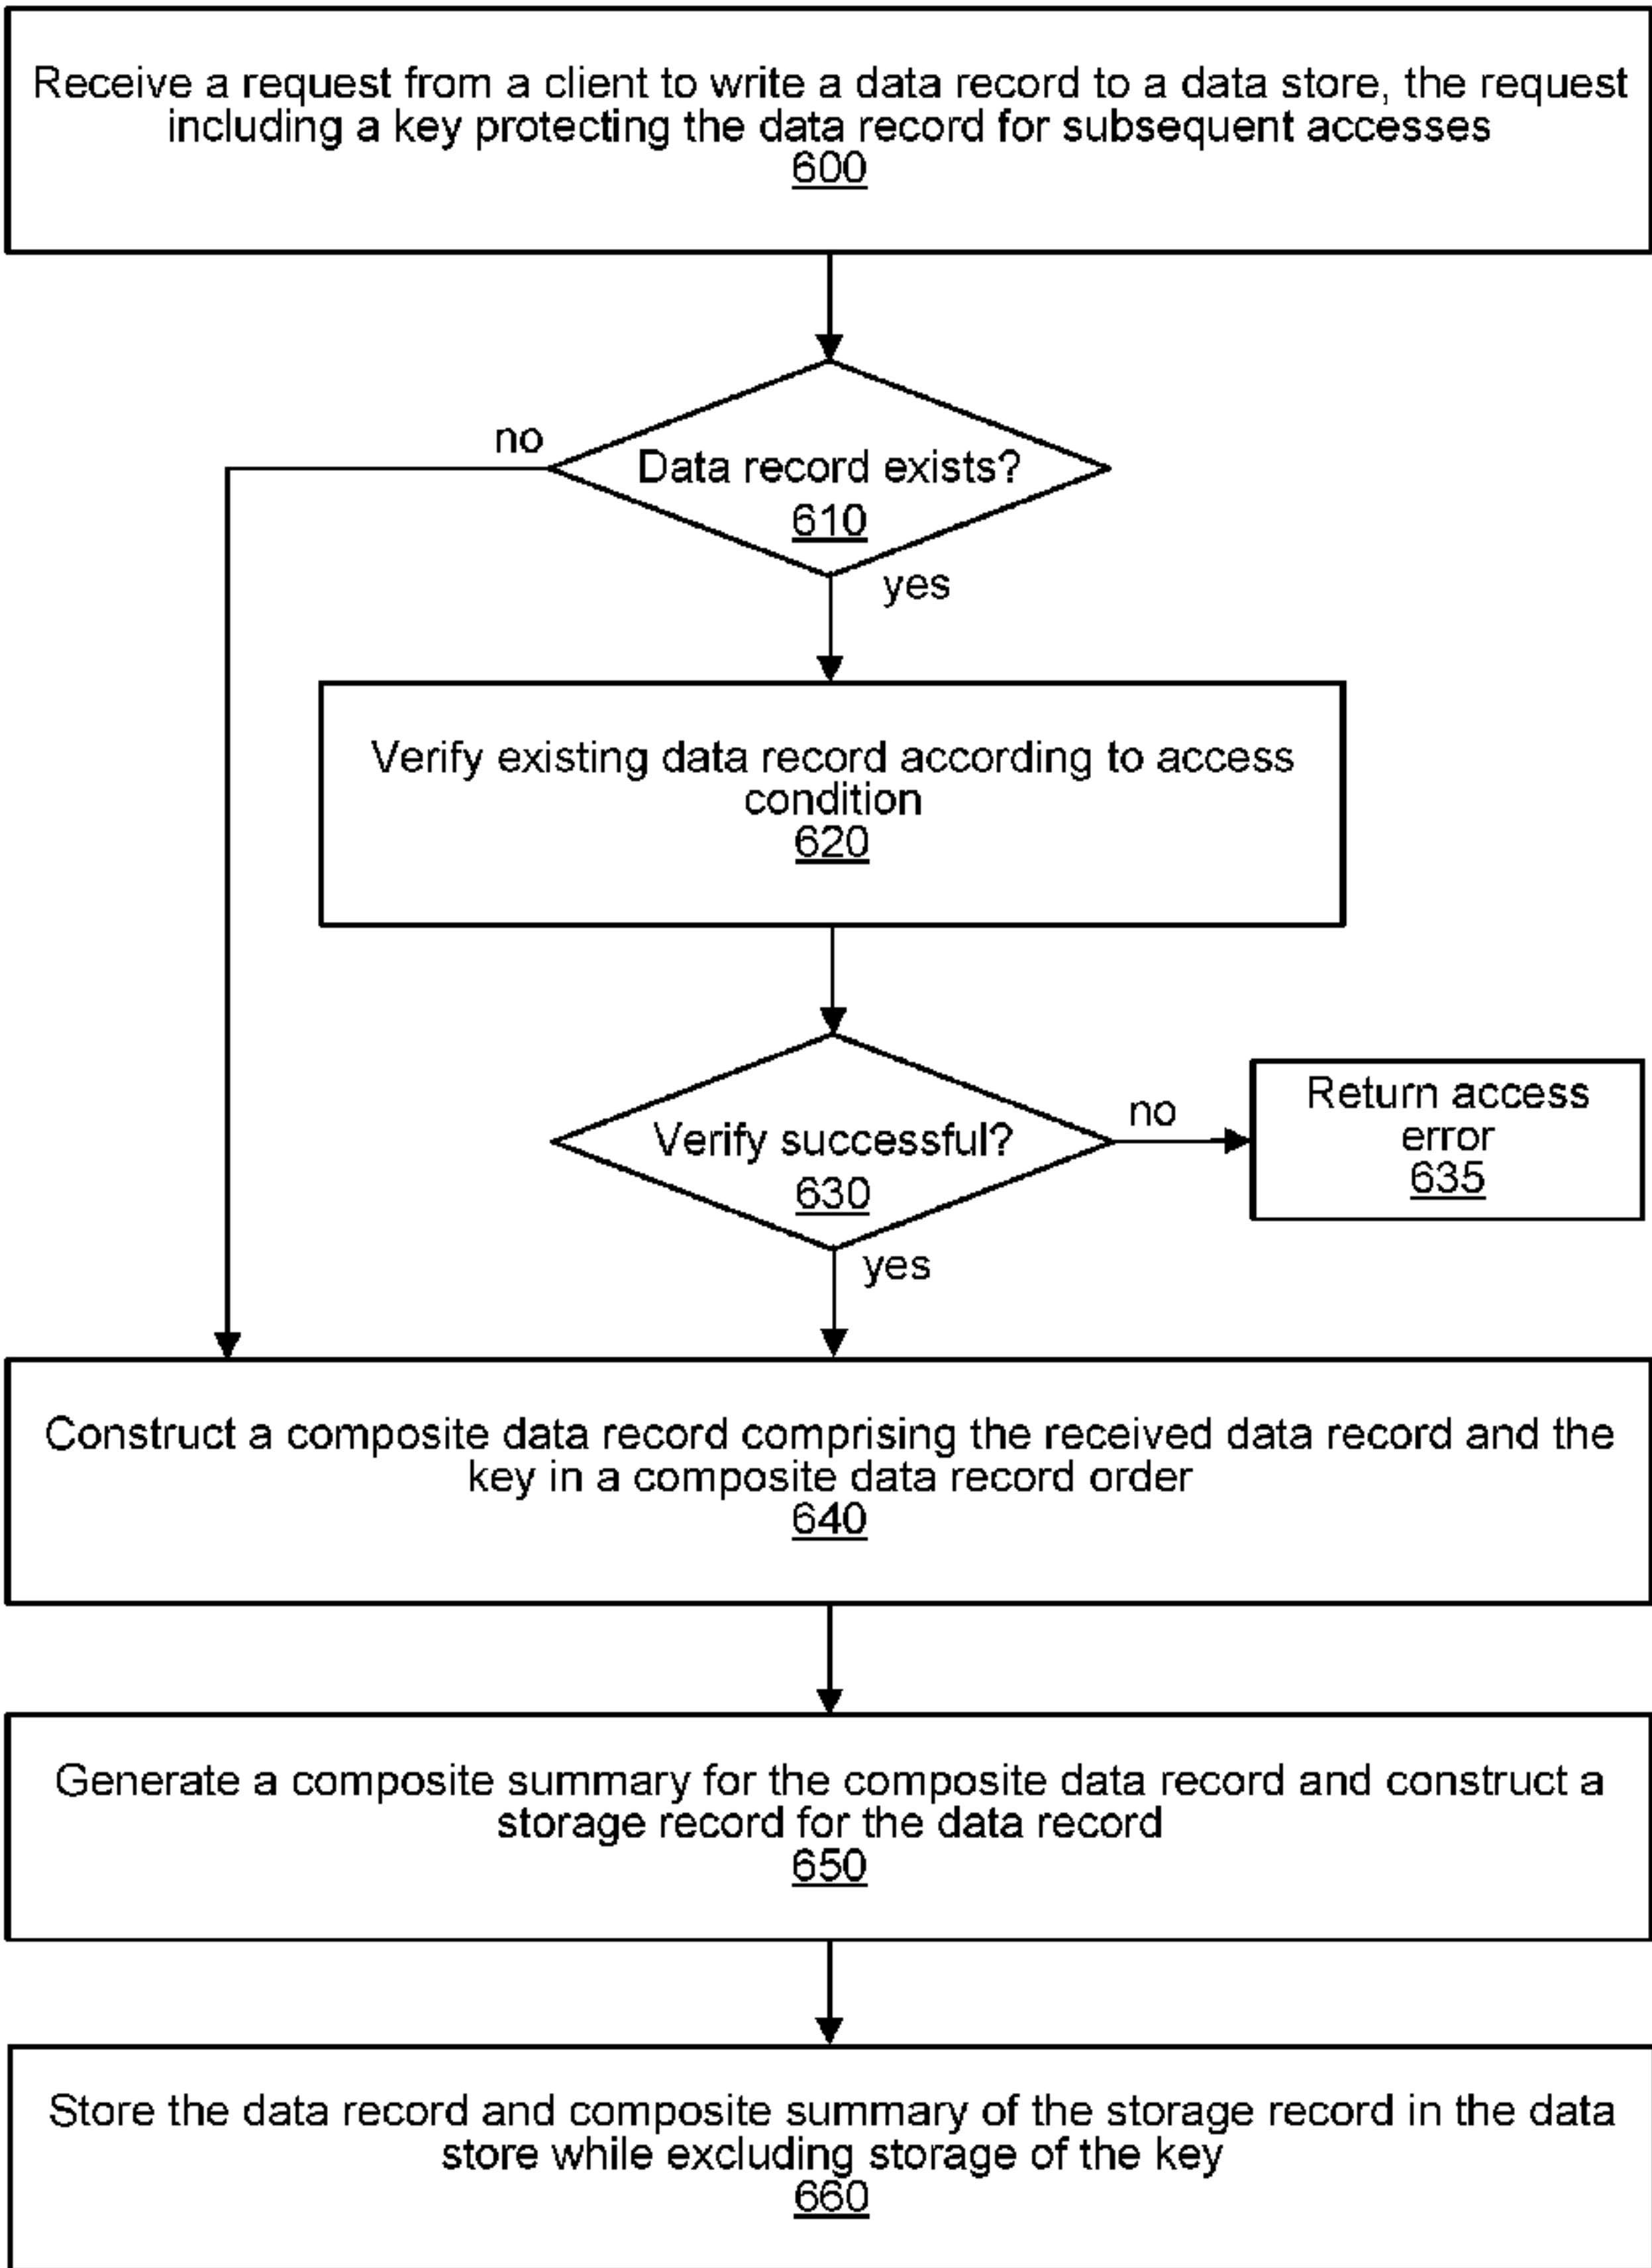 Receive a request from a client to write a data record to a data store, the request
including a key protecting the data record for subsequent accesses
600
no
Data record exists?
610
yes
Verify existing data record according to access
condition
620
Verify successful?
630
no
Return access
error
635
yes
Construct a composite data record comprising the received data record and the
key in a composite data record order
640
Generate a composite summary for the composite data record and construct a
storage record for the data record
650
Store the data record and composite summary of the storage record in the data
store while excluding storage of the key
660